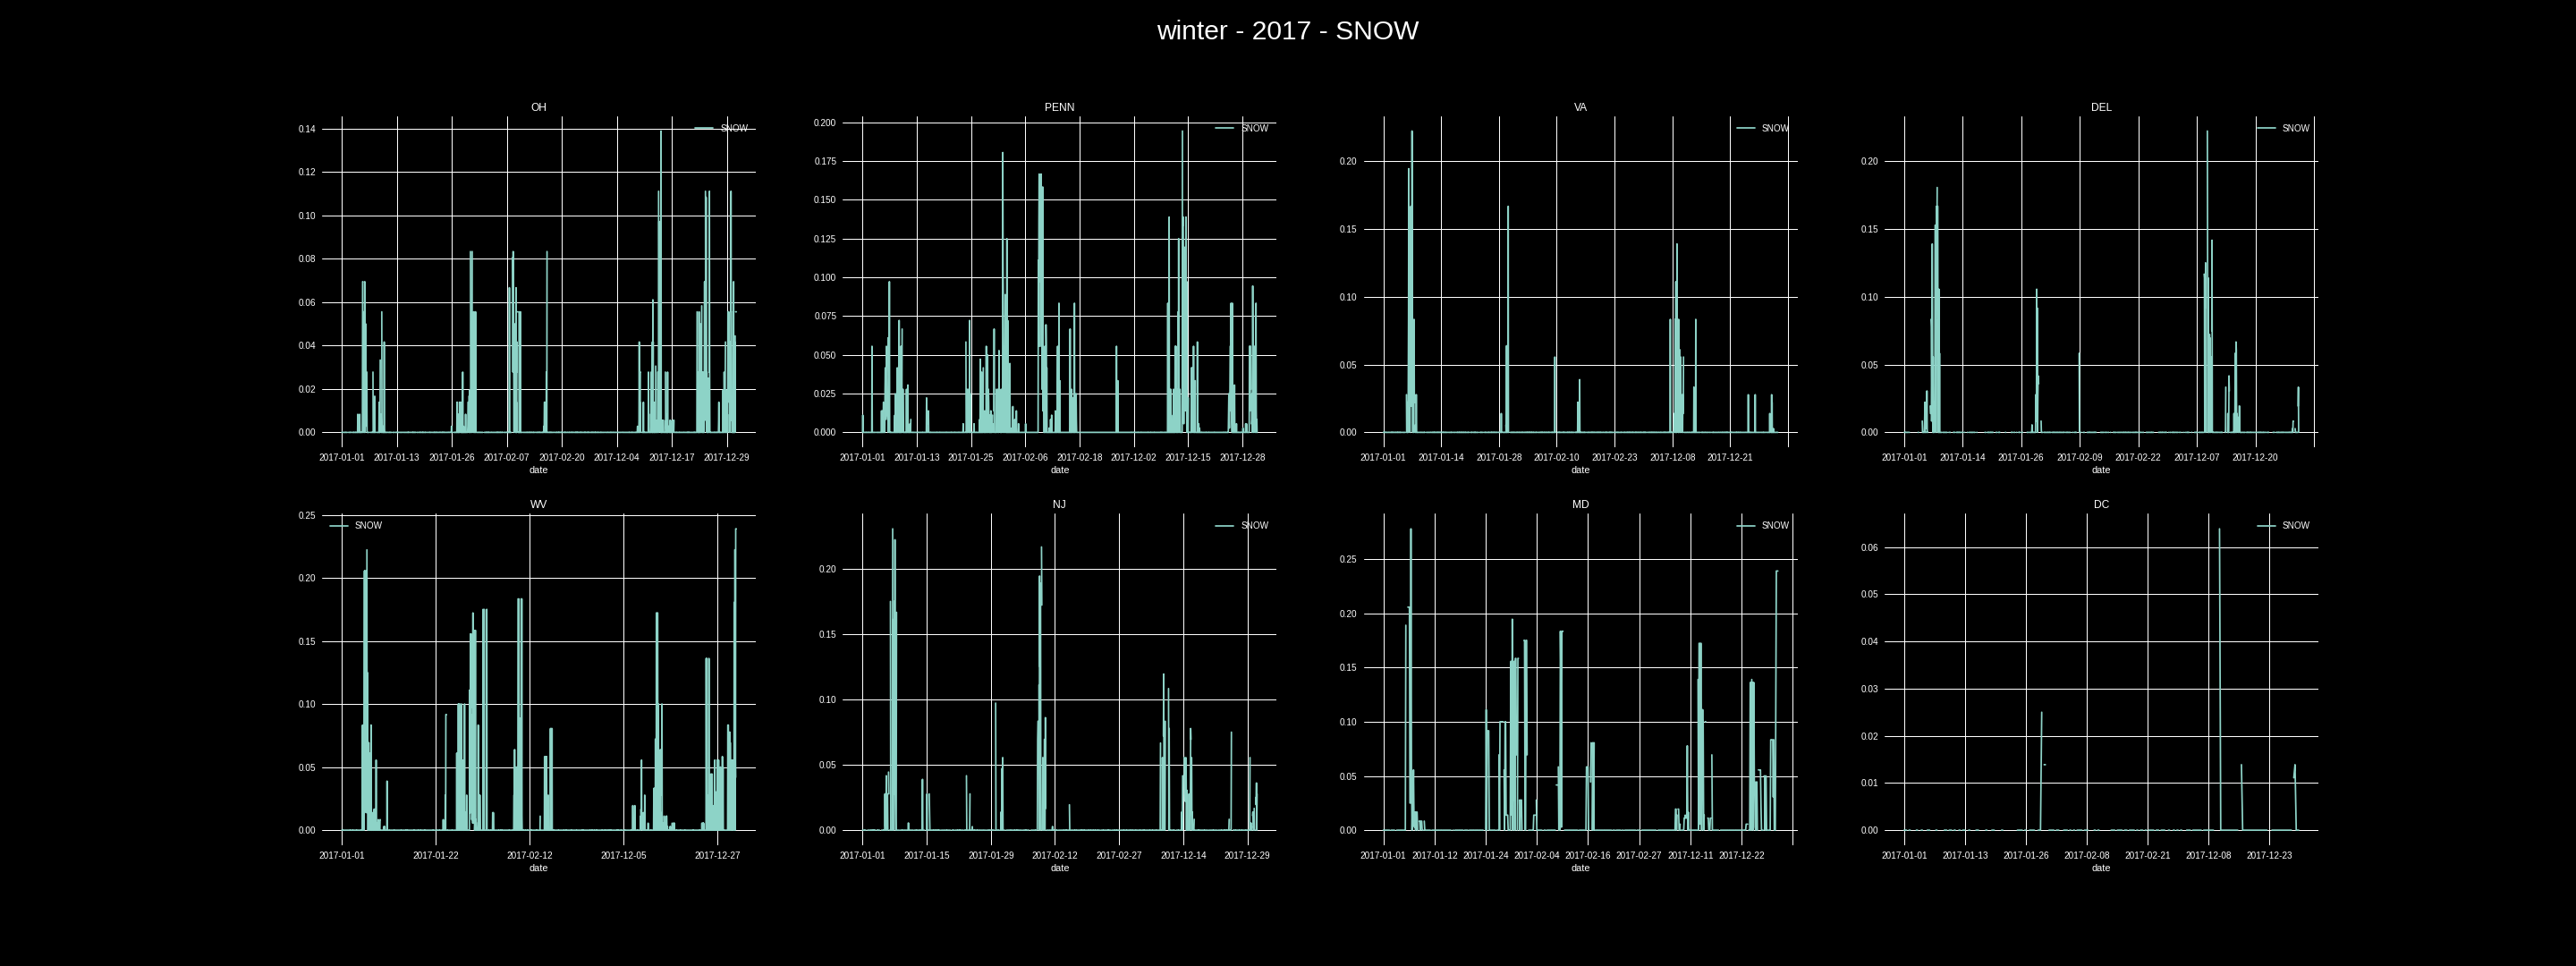 winter - 2017 - SNOW
OH
SNOW
0.14
0.12
0.10
0.08
0.06
0.04
0.02
0.00
2017-01-01 2017-01-13 2017-01-26 2017-02-07 2017-02-20 2017-12-04 2017-12-17 2017-12-29
date
PENN
SNOW
0.200
0.175
0.150
0.125
0.100
0.075
0.050
0.025
0.000
2017-01-01 2017-01-13 2017-01-25 2017-02-06 2017-02-18 2017-12-02 2017-12-15 2017-12-28
date
VA
SNOW
0.20
0.15
0.10
0.05
0.00
2017-01-01 2017-01-14 2017-01-28 2017-02-10 2017-02-23 2017-12-08 2017-12-21
date
DEL
SNOW
0.20
0.15
0.10
0.05
0.00
2017-01-01 2017-01-14 2017-01-26 2017-02-09 2017-02-22 2017-12-07 2017-12-20
date
WV
SNOW
0.25
0.20
0.15
0.10
0.05
0.00
2017-01-01 2017-01-22 2017-02-12 2017-12-05 2017-12-27
date
NJ
SNOW
0.20
0.15
0.10
0.05
0.00
2017-01-01 2017-01-15 2017-01-29 2017-02-12 2017-02-27 2017-12-14 2017-12-29
date
MD
SNOW
0.25
0.20
0.15
0.10
0.05
0.00
2017-01-01 2017-01-12 2017-01-24 2017-02-04 2017-02-16 2017-02-27 2017-12-11 2017-12-22
date
DC
SNOW
0.06
0.05
0.04
0.03
0.02
0.01
0.00
2017-01-01 2017-01-13 2017-01-26 2017-02-08 2017-02-21 2017-12-08 2017-12-23
date